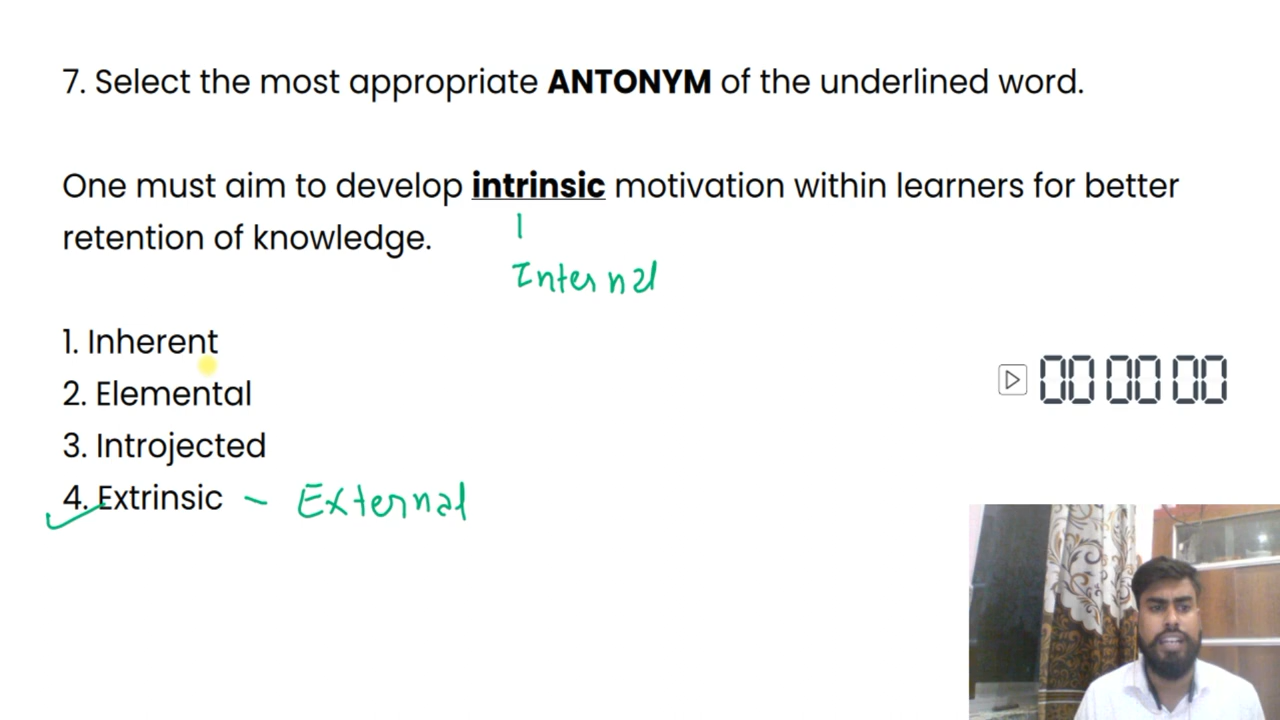 7. Select the most appropriate ANTONYM of the underlined word.
One must aim to develop intrinsic motivation within learners for better
retention of knowledge.
Internal
1. Inherent
2. Elemental
00 00 00
3. Introjected
4. Extrinsic - External